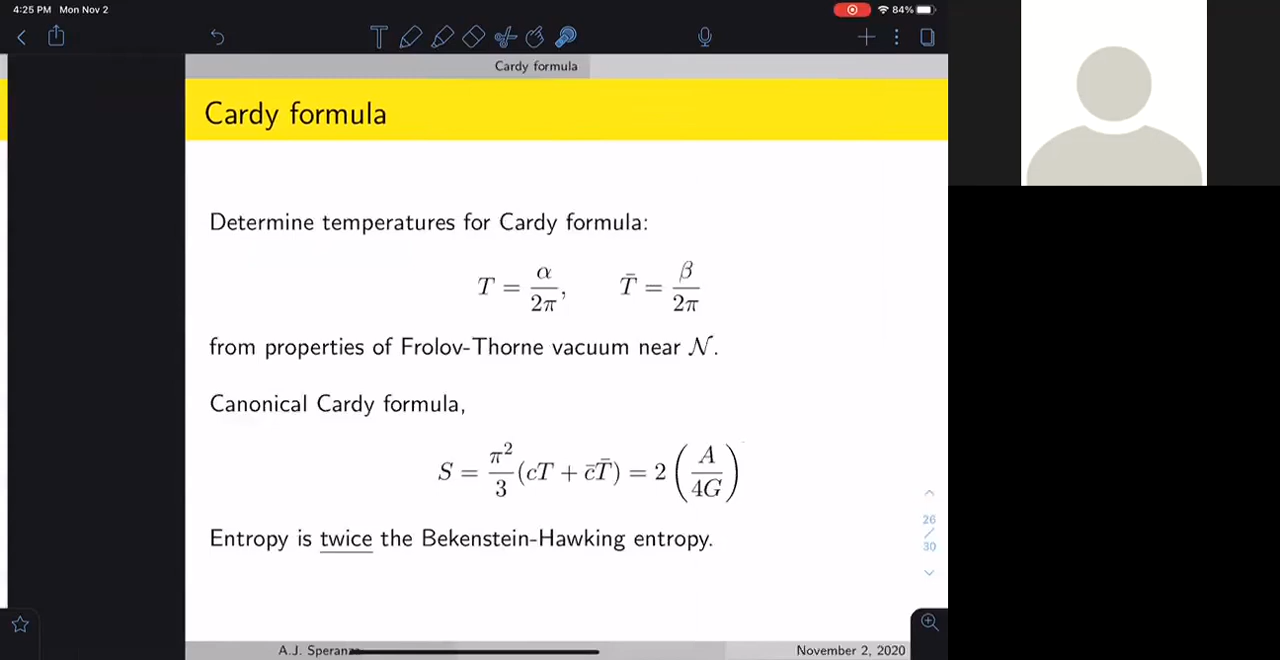 4:25 PM Mon Nov 2
84%
Cardy formula
Cardy formula
Determine temperatures for Cardy formula:
T = α/2π, T̄ = β/2π
from properties of Frolov-Thorne vacuum near 𝒩.
Canonical Cardy formula,
S = π²/3 (cT + c̄T̄) = 2 (A/4G)
Entropy is twice the Bekenstein-Hawking entropy.
26
/
30
A.J. Speranz
November 2, 2020